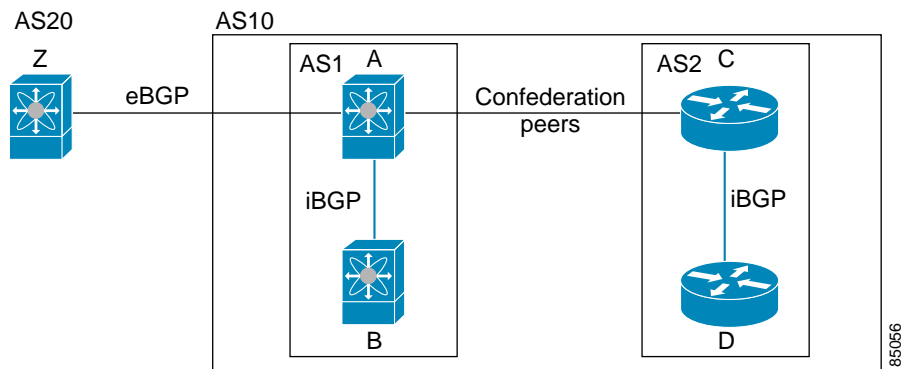 AS20
AS10
Z
AS1
A
AS2
C
eBGP
Confederation
peers
iBGP
iBGP
B
D
85056